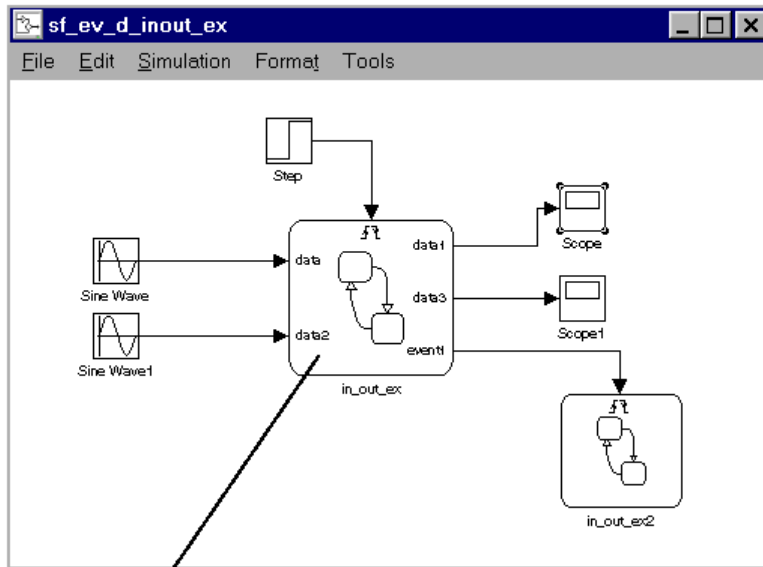 sf_ev_d_inout_ex
File Edit Simulation Format Tools
Step
Sine Wave
Sine Wave1
data
data2
data1
data3
event1
in_out_ex
Scope
Scope1
in_out_ex2